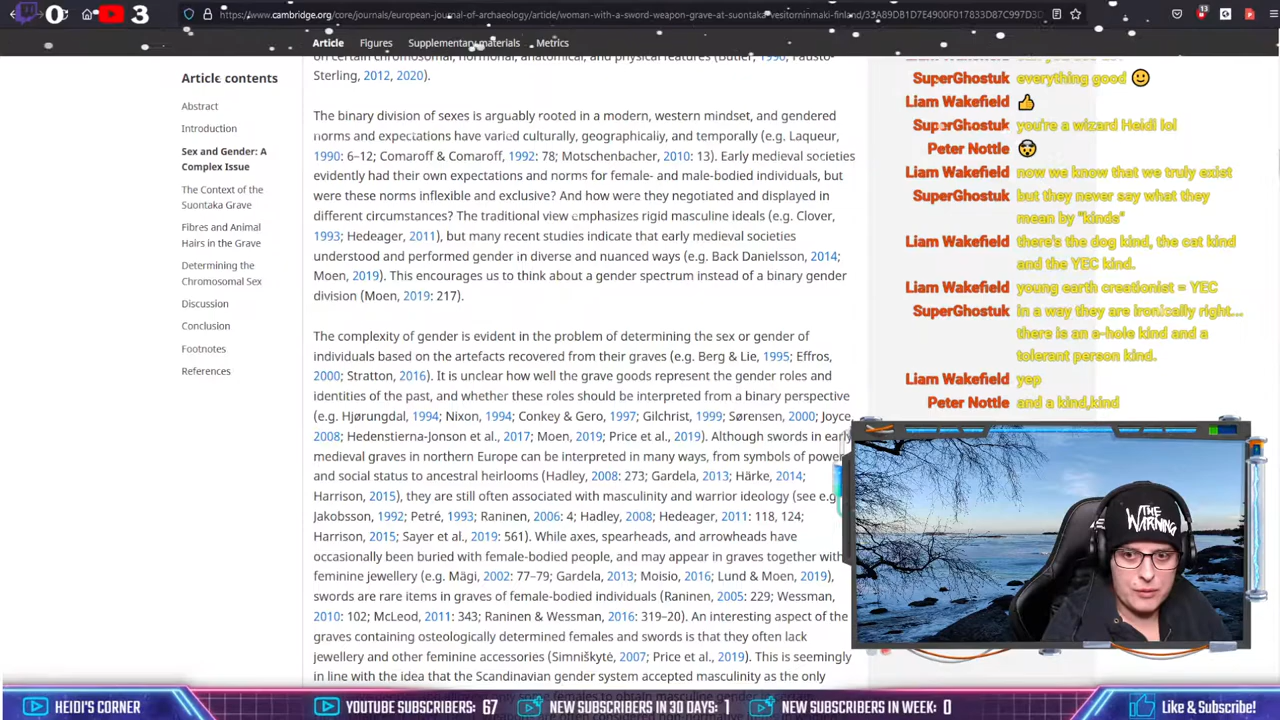 0
3
https://www.cambridge.org/core/journals/european-journal-of-archaeology/article/woman-with-a-sword-weapon-grave-at-suontaka-vesitorninmaki-finland/
13
Article Figures Supplementary materials Metrics
Article contents
Abstract
Introduction
Sex and Gender: A
Complex Issue
The Context of the
Suontaka Grave
Fibres and Animal
Hairs in the Grave
Determining the
Chromosomal Sex
Discussion
Conclusion
Footnotes
References
on certain chromosomal, hormonal, anatomical, and physical features (Butler, 1990; Fausto-
Sterling, 2012, 2020).
The binary division of sexes is arguably rooted in a modern, western mindset, and gendered
norms and expectations have varied culturally, geographically, and temporally (e.g. Laqueur,
1990: 6–12; Comaroff & Comaroff, 1992: 78; Motschenbacher, 2010: 13). Early medieval societies
evidently had their own expectations and norms for female- and male-bodied individuals, but
were these norms inflexible and exclusive? And how were they negotiated and displayed in
different circumstances? The traditional view emphasizes rigid masculine ideals (e.g. Clover,
1993; Hedeager, 2011), but many recent studies indicate that early medieval societies
understood and performed gender in diverse and nuanced ways (e.g. Back Danielsson, 2014;
Moen, 2019). This encourages us to think about a gender spectrum instead of a binary gender
division (Moen, 2019: 217).
The complexity of gender is evident in the problem of determining the sex or gender of
individuals based on the artefacts recovered from their graves (e.g. Berg & Lie, 1995; Effros,
2000; Stratton, 2016). It is unclear how well the grave goods represent the gender roles and
identities of the past, and whether these roles should be interpreted from a binary perspective
(e.g. Hjørungdal, 1994; Nixon, 1994; Conkey & Gero, 1997; Gilchrist, 1999; Sørensen, 2000; Joyce,
2008; Hedenstierna-Jonson et al., 2017; Moen, 2019; Price et al., 2019). Although swords in early
medieval graves in northern Europe can be interpreted in many ways, from symbols of power
and social status to ancestral heirlooms (Hadley, 2008: 273; Gardela, 2013; Härke, 2014;
Harrison, 2015), they are still often associated with masculinity and warrior ideology (see e.g.
Jakobsson, 1992; Petré, 1993; Raninen, 2006: 4; Hadley, 2008; Hedeager, 2011: 118, 124;
Harrison, 2015; Sayer et al., 2019: 561). While axes, spearheads, and arrowheads have
occasionally been buried with female-bodied people, and may appear in graves together with
feminine jewellery (e.g. Mägi, 2002: 77–79; Gardela, 2013; Moisio, 2016; Lund & Moen, 2019),
swords are rare items in graves of female-bodied individuals (Raninen, 2005: 229; Wessman,
2010: 102; McLeod, 2011: 343; Raninen & Wessman, 2016: 319–20). An interesting aspect of the
graves containing osteologically determined females and swords is that they often lack
jewellery and other feminine accessories (Simniškytė, 2007; Price et al., 2019). This is seemingly
in line with the idea that the Scandinavian gender system accepted masculinity as the only
SuperGhostuk everything good
Liam Wakefield
SuperGhostuk you're a wizard Heidi lol
Peter Nottle
Liam Wakefield now we know that we truly exist
SuperGhostuk but they never say what they
mean by "kinds"
Liam Wakefield there's the dog kind, the cat kind
and the YEC kind.
Liam Wakefield young earth creationist = YEC
SuperGhostuk in a way they are ironically right...
there is an a-hole kind and a
tolerant person kind.
Liam Wakefield yep
Peter Nottle and a kind,kind
THE
WARNING
HEIDI'S CORNER
YOUTUBE SUBSCRIBERS: 67
NEW SUBSCRIBERS IN 30 DAYS: 1
NEW SUBSCRIBERS IN WEEK: 0
Like & Subscribe!